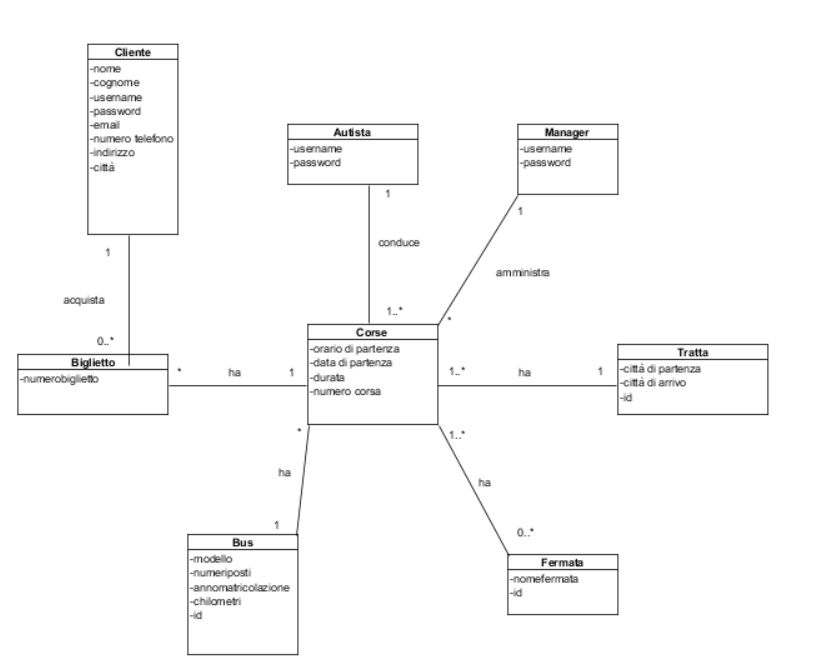 Cliente
-nome
-cognome
-username
-password
-email
-numero telefono
-indirizzo
-città
Autista
-username
-password
Manager
-username
-password
1
acquista
0..*
1
conduce
1..*
1
amministra
*
Biglietto
-numerobiglietto
*
ha
1
Corse
-orario di partenza
-data di partenza
-durata
-numero corsa
1..*
ha
1
Tratta
-città di partenza
-città di arrivo
-id
*
ha
1
1..*
ha
0..*
Bus
-modello
-numeriposti
-annomatricolazione
-chilometri
-id
Fermata
-nomefermata
-id